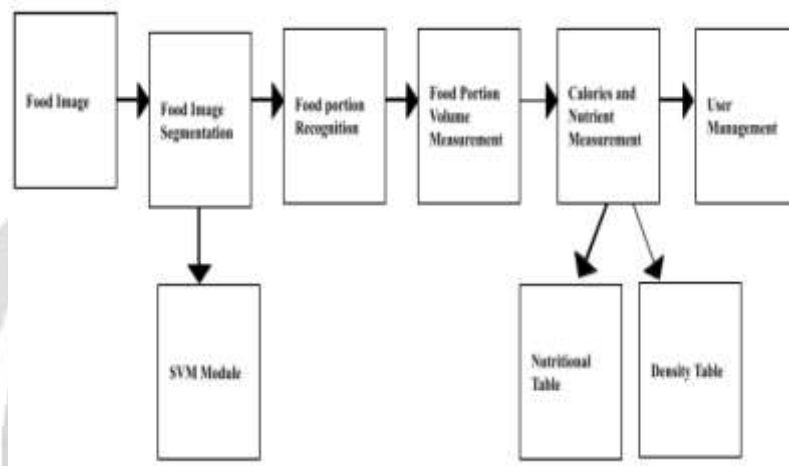 Food Image
Food Image
Segmentation
Food portion
Recognition
Food Portion
Volume
Measurement
Calories and
Nutrient
Measurement
User
Management
SVM Module
Nutritional
Table
Density Table